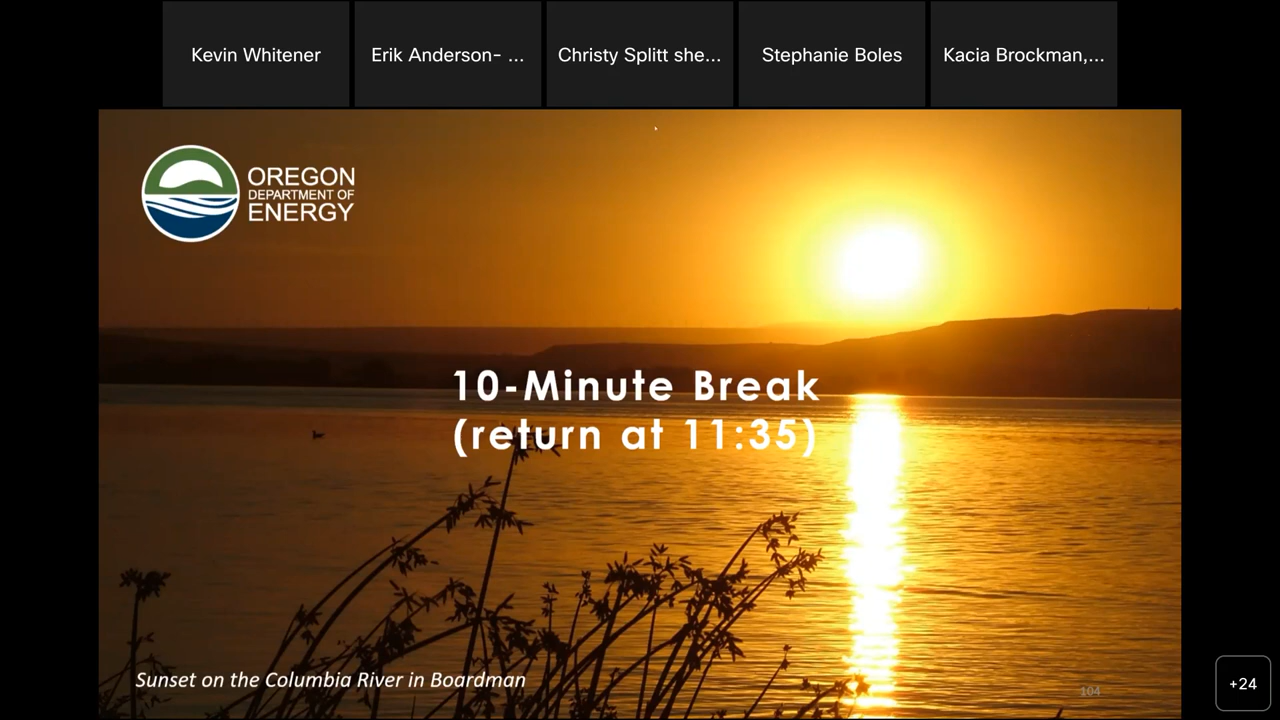 Kevin Whitener
Erik Anderson- ...
Christy Splitt she...
Stephanie Boles
Kacia Brockman,...
OREGON
DEPARTMENT OF
ENERGY
10-Minute Break
(return at 11:35)
Sunset on the Columbia River in Boardman
104
+24